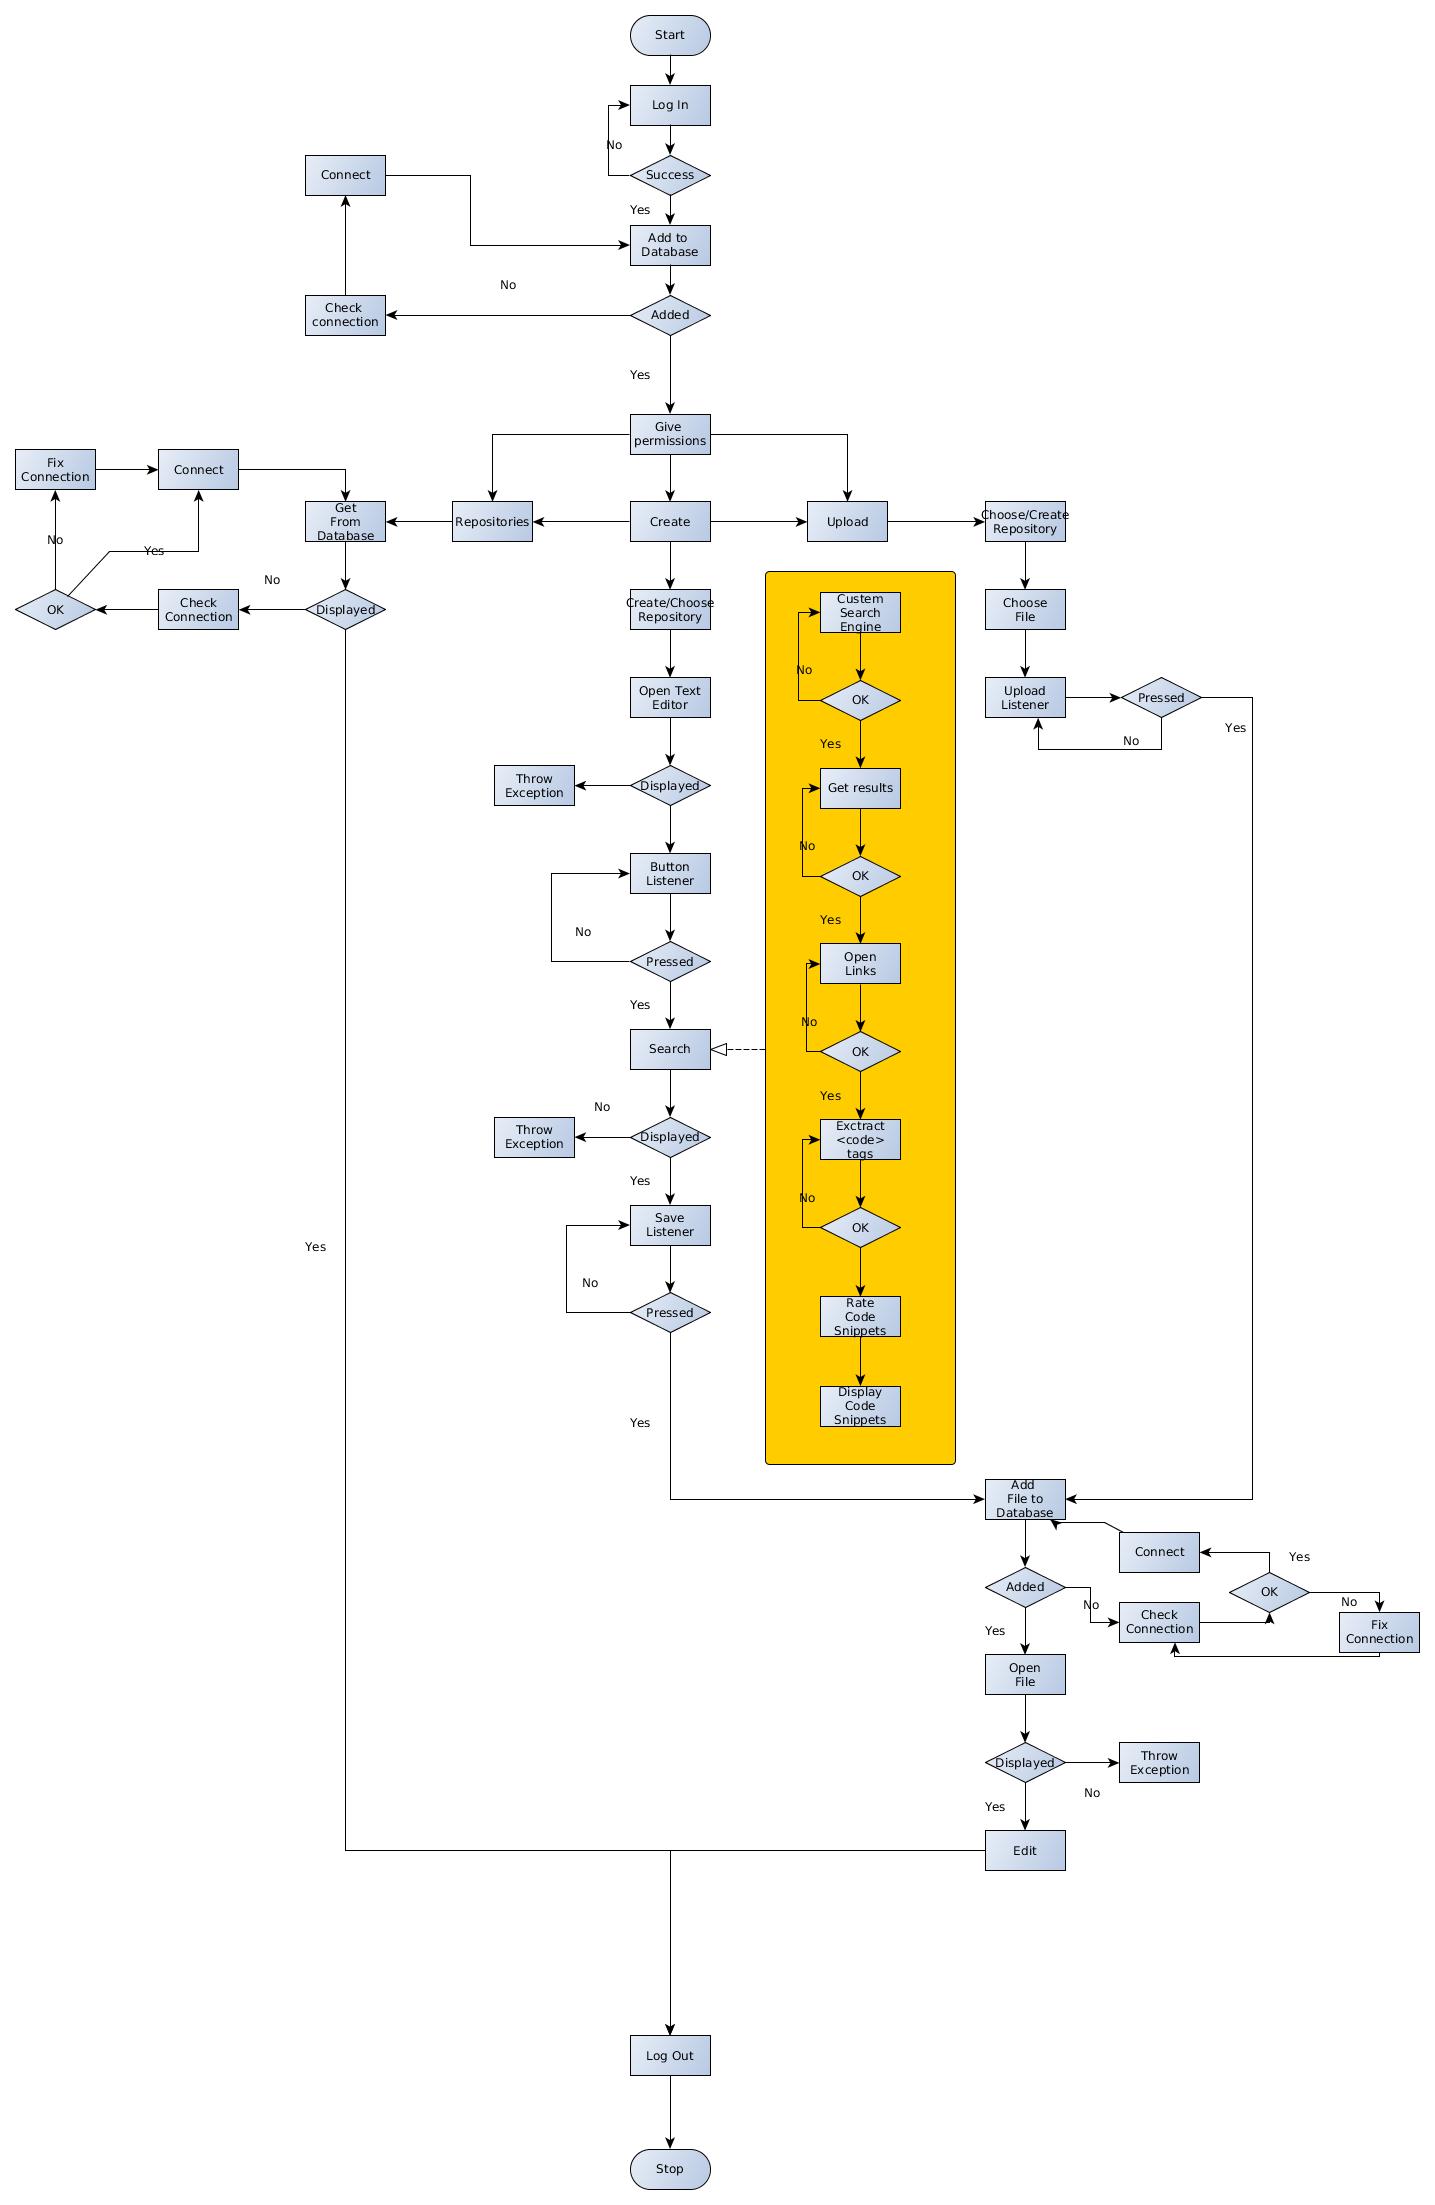 Start
Log In
No
Success
Connect
Yes
Add to
Database
No
Check
connection
Added
Yes
Give
permissions
Fix
Connection
Connect
Get
From
Database
Repositories
Create
Upload
Choose/Create
Repository
No
Yes
No
OK
Check
Connection
Displayed
Create/Choose
Repository
Custem
Search
Engine
Choose
File
No
OK
Open Text
Editor
Upload
Listener
Pressed
Yes
No
Yes
Throw
Exception
Displayed
Get results
No
Button
Listener
OK
No
Yes
Pressed
Open
Links
Yes
No
Search
OK
No
Yes
Throw
Exception
Displayed
Exctract
<code>
tags
Yes
No
Save
Listener
OK
Yes
No
Pressed
Rate
Code
Snippets
Display
Code
Snippets
Yes
Add
File to
Database
Connect
Yes
Added
OK
No
No
Check
Connection
Fix
Connection
Yes
Open
File
Displayed
Throw
Exception
No
Yes
Edit
Log Out
Stop